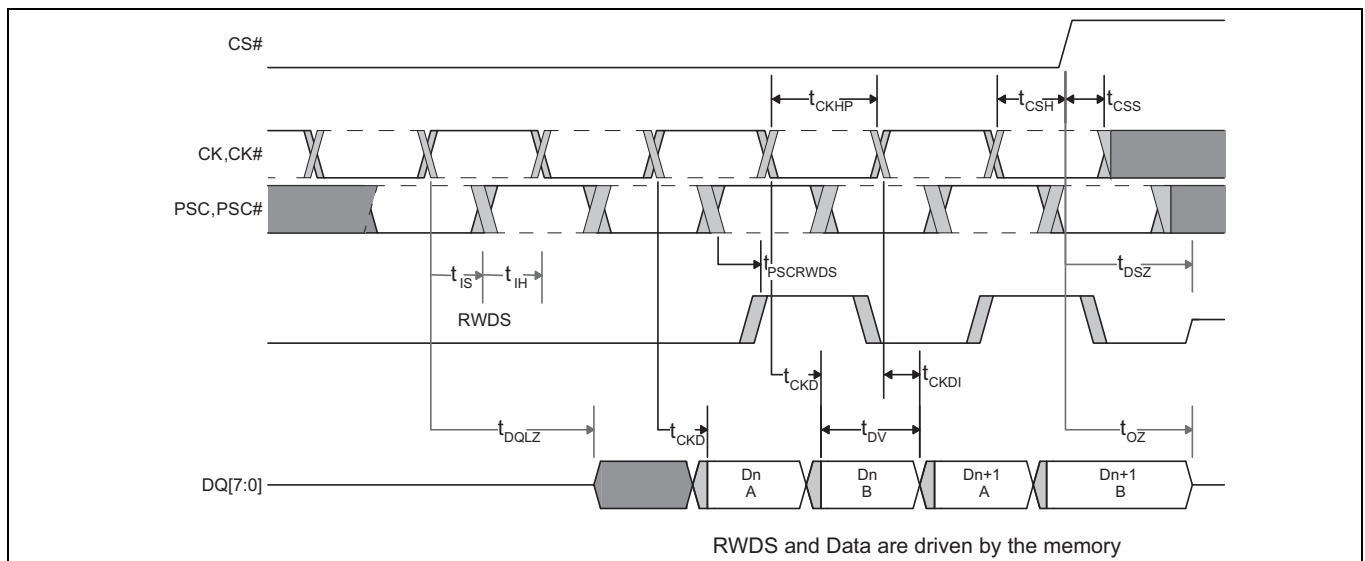 CS#
tCKHP
tCSH
tCSS
CK,CK#
PSC,PSC#
tIS
tIH
tPSCRWDS
tDSZ
RWDS
tCKD
tCKDI
tDQLZ
tCKD
tDV
tOZ
DQ[7:0]
Dn
A
Dn
B
Dn+1
A
Dn+1
B
RWDS and Data are driven by the memory